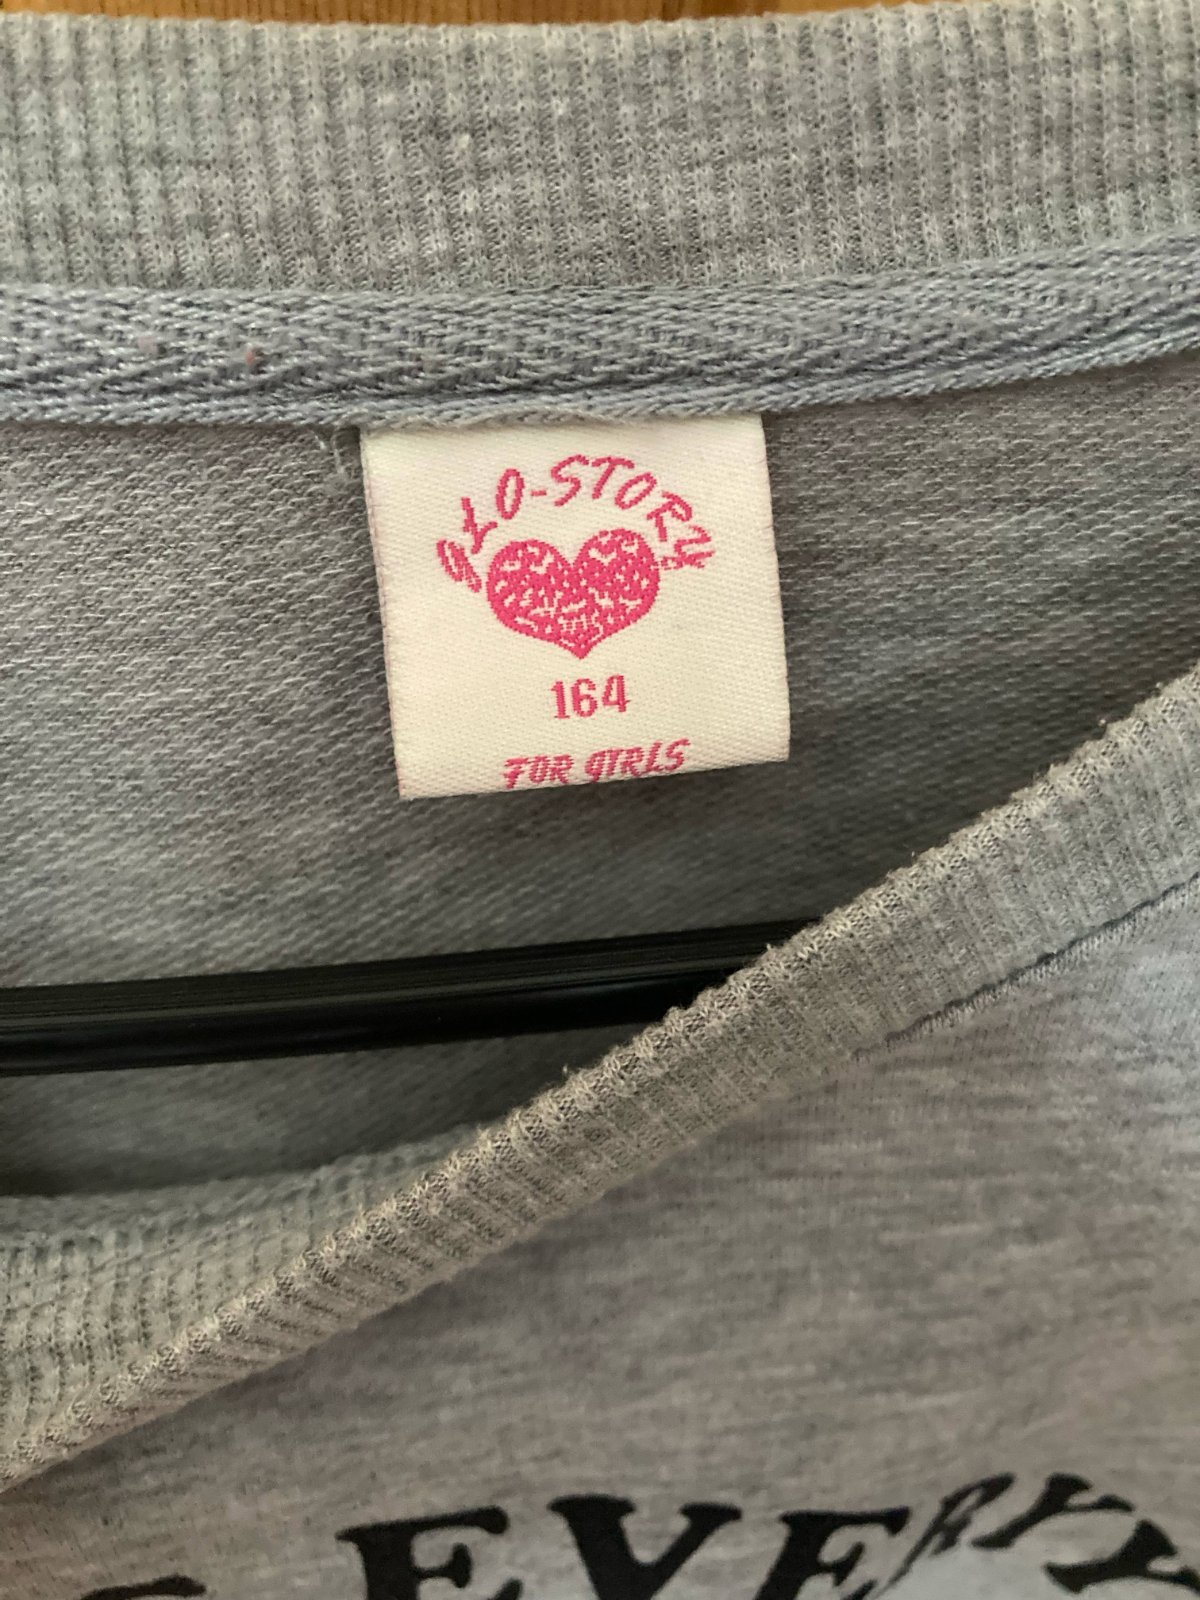 GLO-STORY
164
FOR GIRLS
EVERY